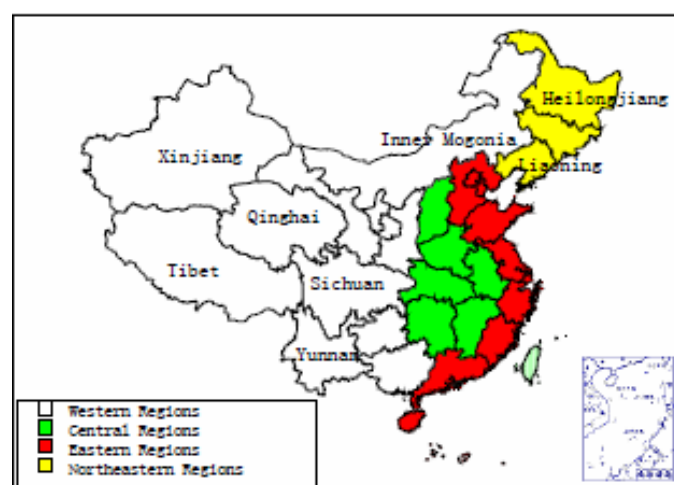 Heilongjiang
Inner Mogonia
Xinjiang
Liaoning
Qinghai
Tibet
Sichuan
Yunnan
Western Regions
Central Regions
Eastern Regions
Northeastern Regions